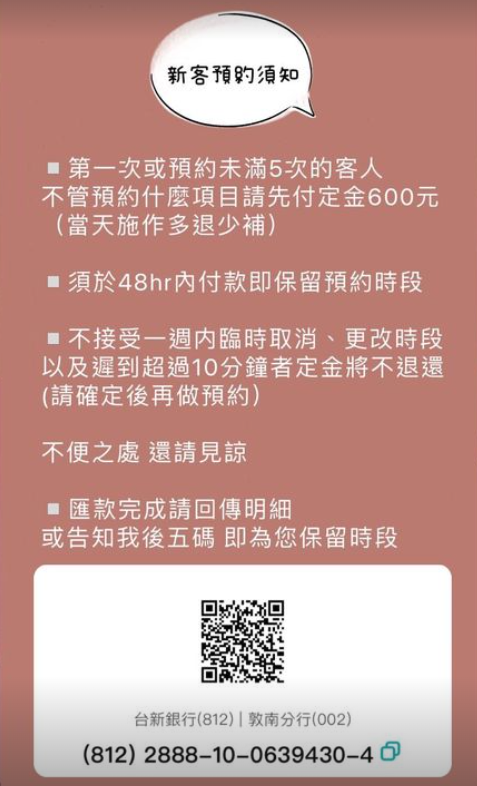 新客預約須知
▪第一次或預約未滿5次的客人
不管預約什麼項目請先付定金600元
（當天施作多退少補）
▪須於48hr內付款即保留預約時段
▪不接受一週內臨時取消、更改時段
以及遲到超過10分鐘者定金將不退還
(請確定後再做預約）
不便之處 還請見諒
▪匯款完成請回傳明細
或告知我後五碼 即為您保留時段
台新銀行(812) | 敦南分行(002)
(812) 2888–10–0639430–4